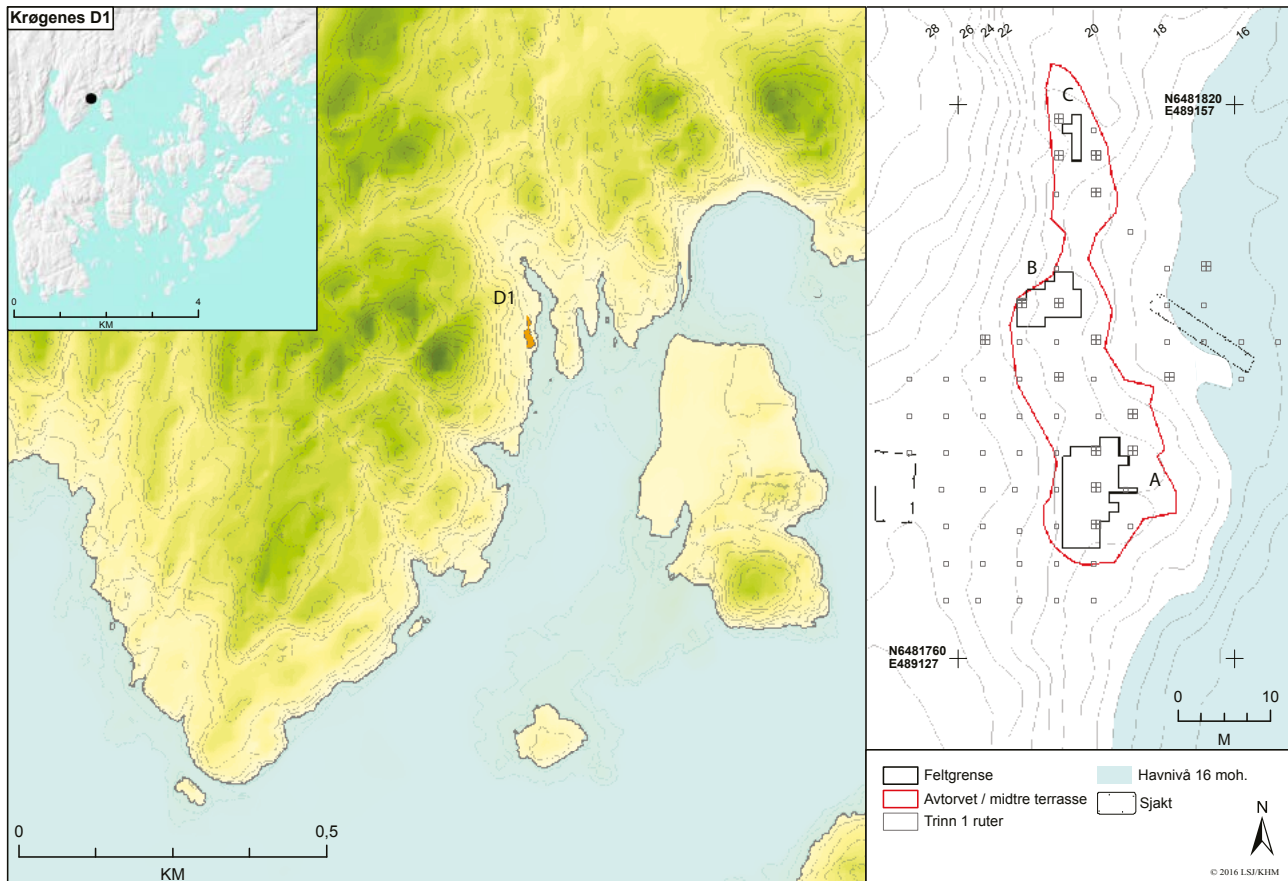 Krøgenes D1
0
4
KM
D1
0
0,5
KM
28
26
24
22
20
18
16
C
N6481820
E489157
B
A
1
N6481760
E489127
0
10
M
Feltgrense
Havnivå 16 moh.
Avtorvet / midtre terrasse
Sjakt
Trinn 1 ruter
N
© 2016 LSJ/KHM